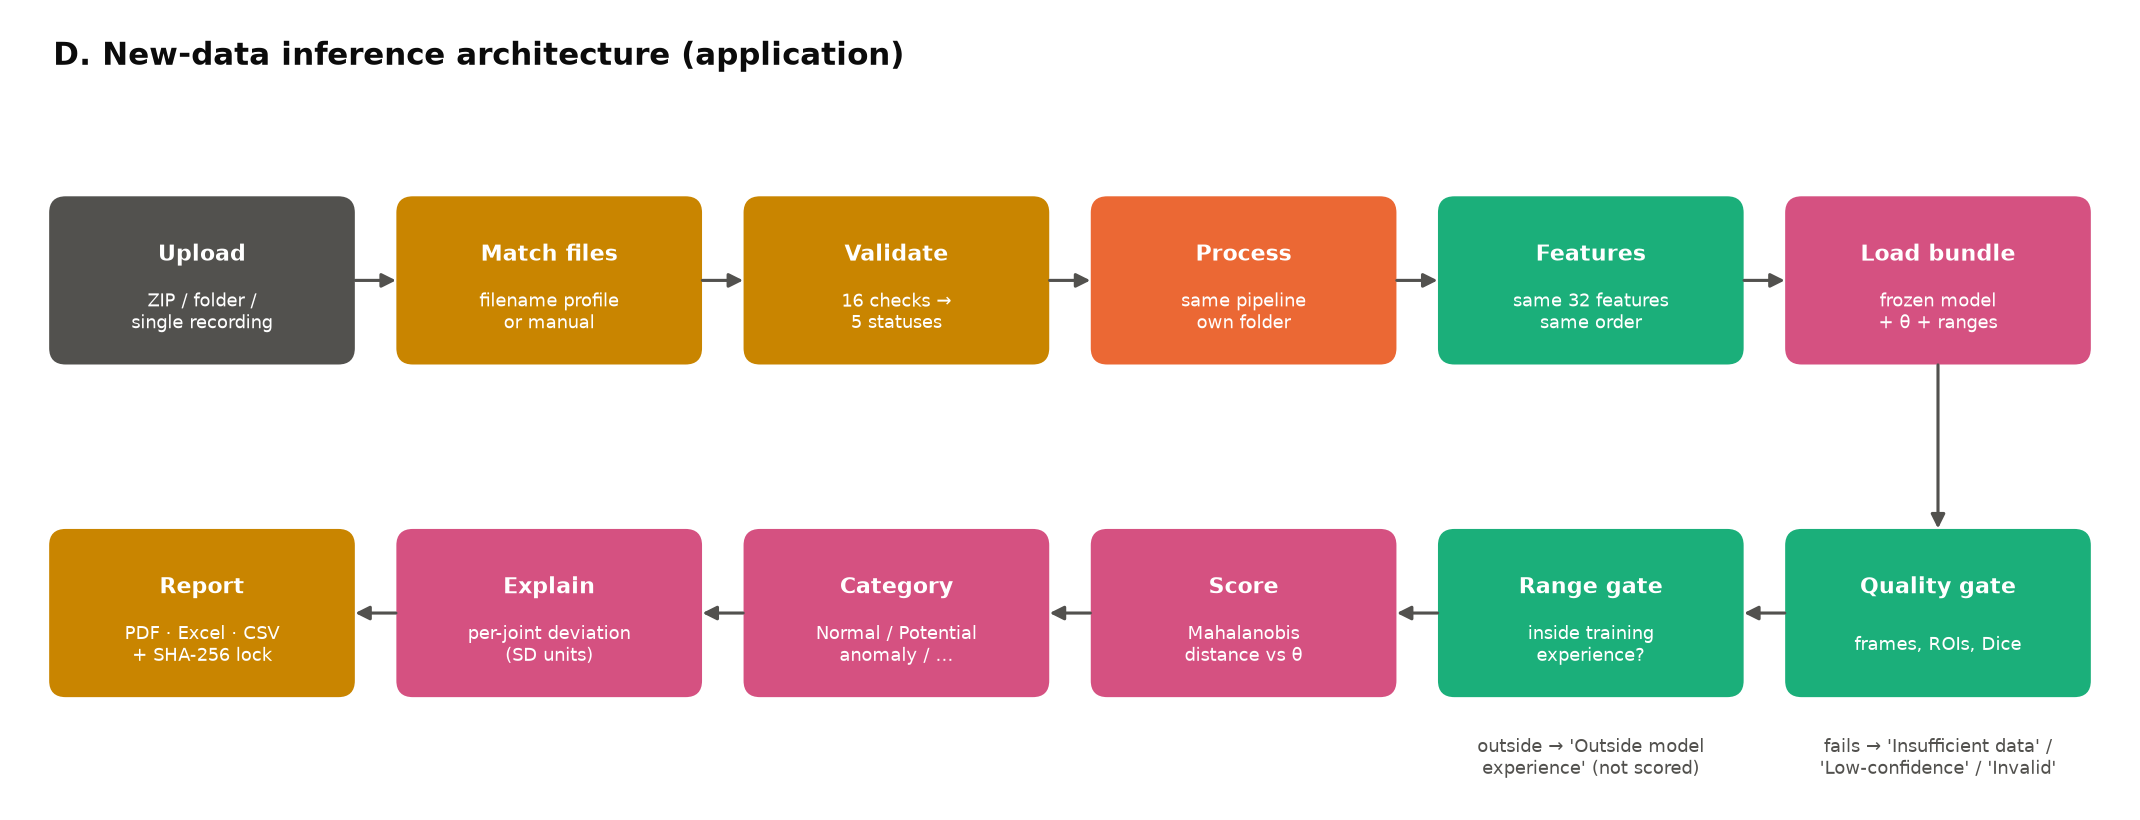 D. New-data inference architecture (application)
Upload
ZIP / folder /
single recording
Match files
filename profile
or manual
Validate
16 checks →
5 statuses
Process
same pipeline
own folder
Features
same 32 features
same order
Load bundle
frozen model
+ θ + ranges
Quality gate
frames, ROIs, Dice
fails → 'Insufficient data' /
'Low-confidence' / 'Invalid'
Range gate
inside training
experience?
outside → 'Outside model
experience' (not scored)
Score
Mahalanobis
distance vs θ
Category
Normal / Potential
anomaly / …
Explain
per-joint deviation
(SD units)
Report
PDF · Excel · CSV
+ SHA-256 lock